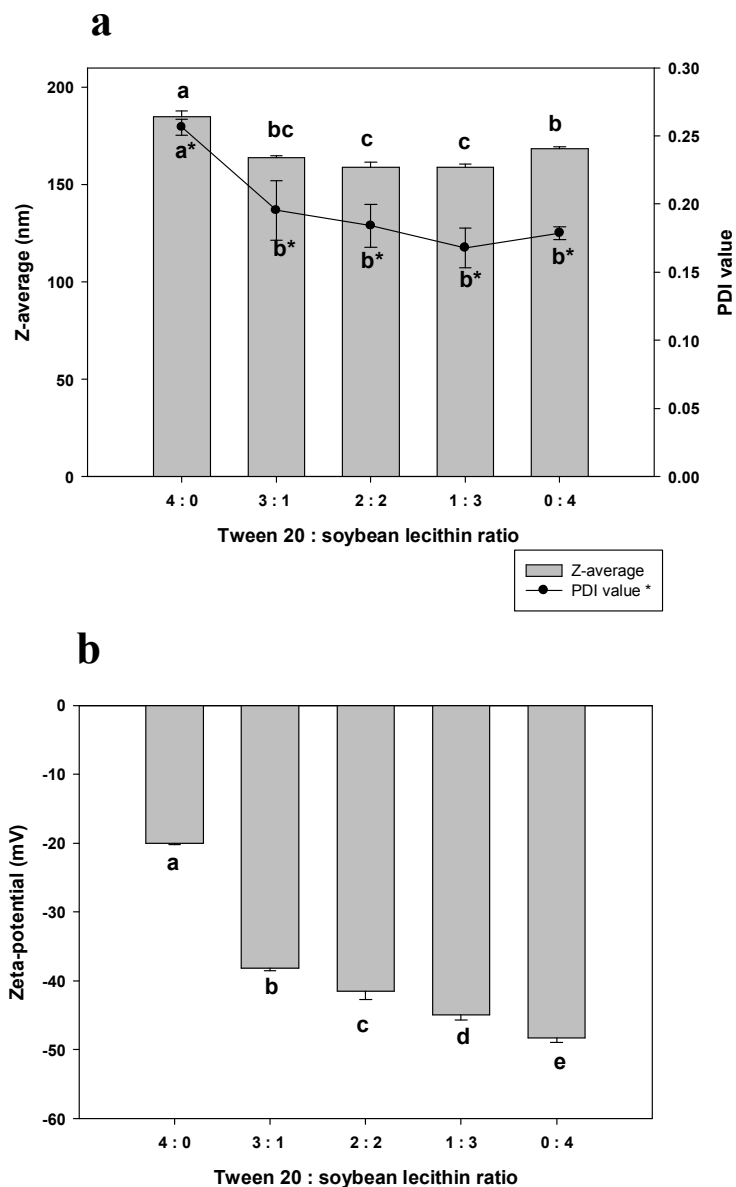 a
200
150
100
50
0
Z-average (nm)
0.30
0.25
0.20
0.15
0.10
0.05
0.00
PDI value
a
bc
c
c
b
a*
b*
b*
b*
b*
4 : 0
3 : 1
2 : 2
1 : 3
0 : 4
Tween 20 : soybean lecithin ratio
Z-average
PDI value *
b
0
-10
-20
-30
-40
-50
-60
Zeta-potential (mV)
a
b
c
d
e
4 : 0
3 : 1
2 : 2
1 : 3
0 : 4
Tween 20 : soybean lecithin ratio